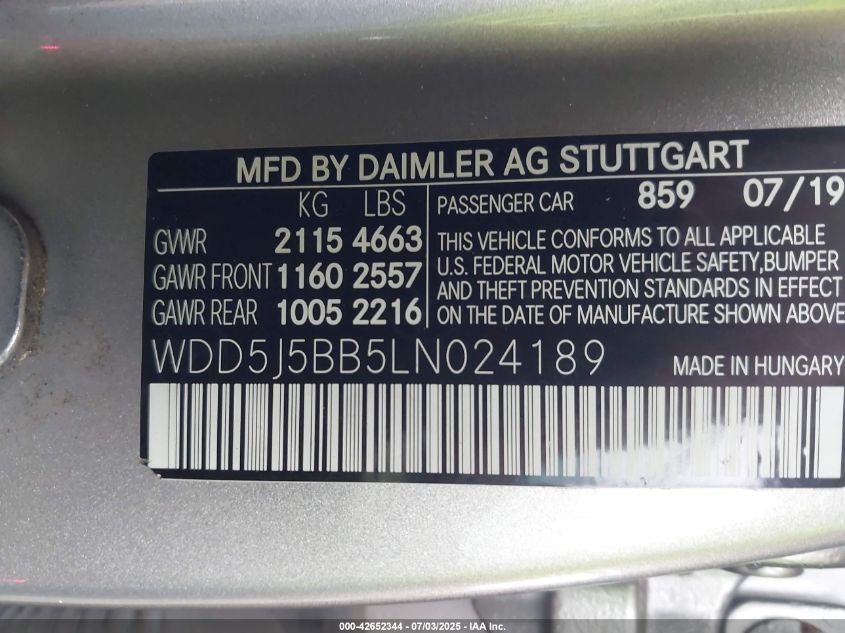 MFD BY DAIMLER AG STUTTGART
KG LBS PASSENGER CAR 859 07/19
GVWR 2115 4663 THIS VEHICLE CONFORMS TO ALL APPLICABLE
GAWR FRONT 1160 2557 U.S. FEDERAL MOTOR VEHICLE SAFETY,BUMPER
AND THEFT PREVENTION STANDARDS IN EFFECT
GAWR REAR 1005 2216 ON THE DATE OF MANUFACTURE SHOWN ABOVE
WDD5J5BB5LN024189 MADE IN HUNGARY
000-42652344 - 07/03/2025 - IAA Inc.